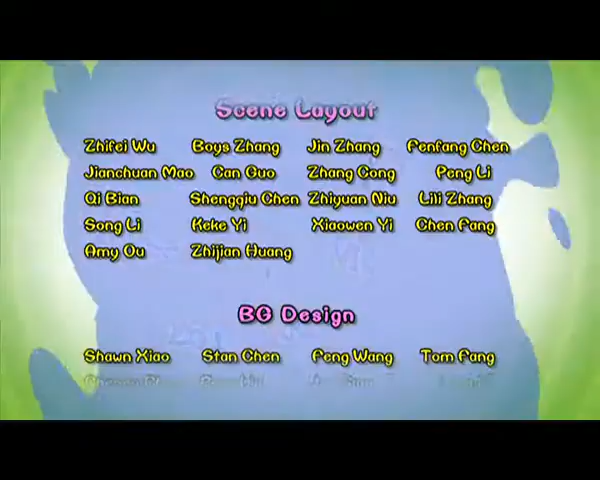 Scene Layout
Zhifei Wu Boys Zhang Jin Zhang Fenfang Chen
Jianchuan Mao Can Guo Zhang Cong Peng Li
Qi Bian Shengqiu Chen Zhiyuan Niu Lili Zhang
Song Li Keke Yi Xiaowen Yi Chen Fang
Amy Ou Zhijian Huang
BG Design
Shawn Xiao Stan Chen Feng Wang Tom Fang